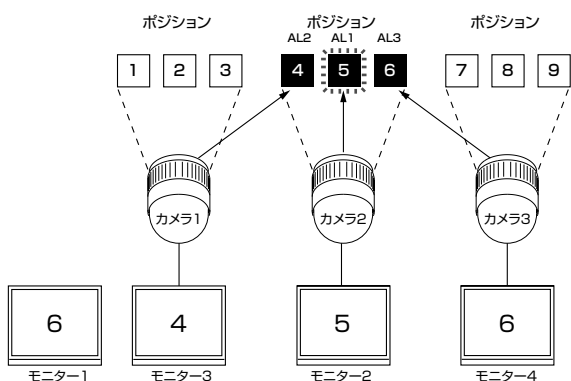 ポジション ポジション ポジション
AL2 AL1 AL3
1 2 3 4 5 6 7 8 9
カメラ1 カメラ2 カメラ3
6 4 5 6
モニター1 モニター3 モニター2 モニター4